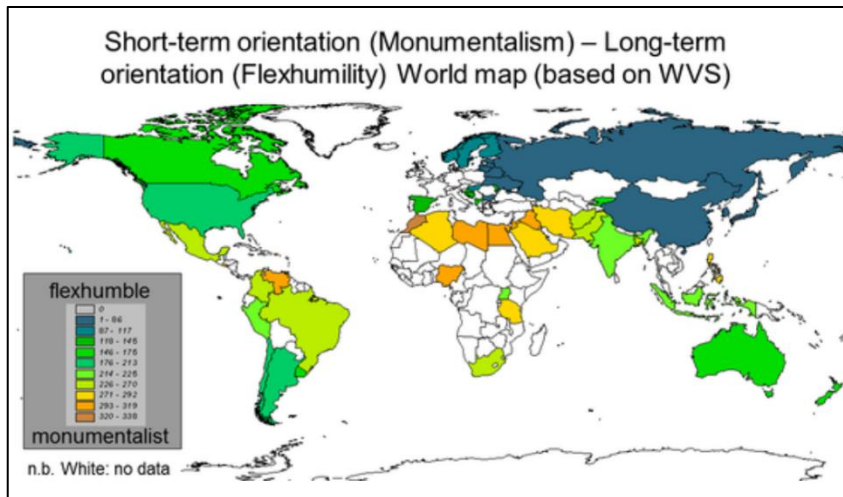 Short-term orientation (Monumentalism) – Long-term
orientation (Flexhumility) World map (based on WVS)
flexhumble
0
1 - 86
87 - 117
118 - 145
146 - 175
176 - 213
214 - 225
226 - 270
271 - 292
293 - 319
320 - 338
monumentalist
n.b. White: no data